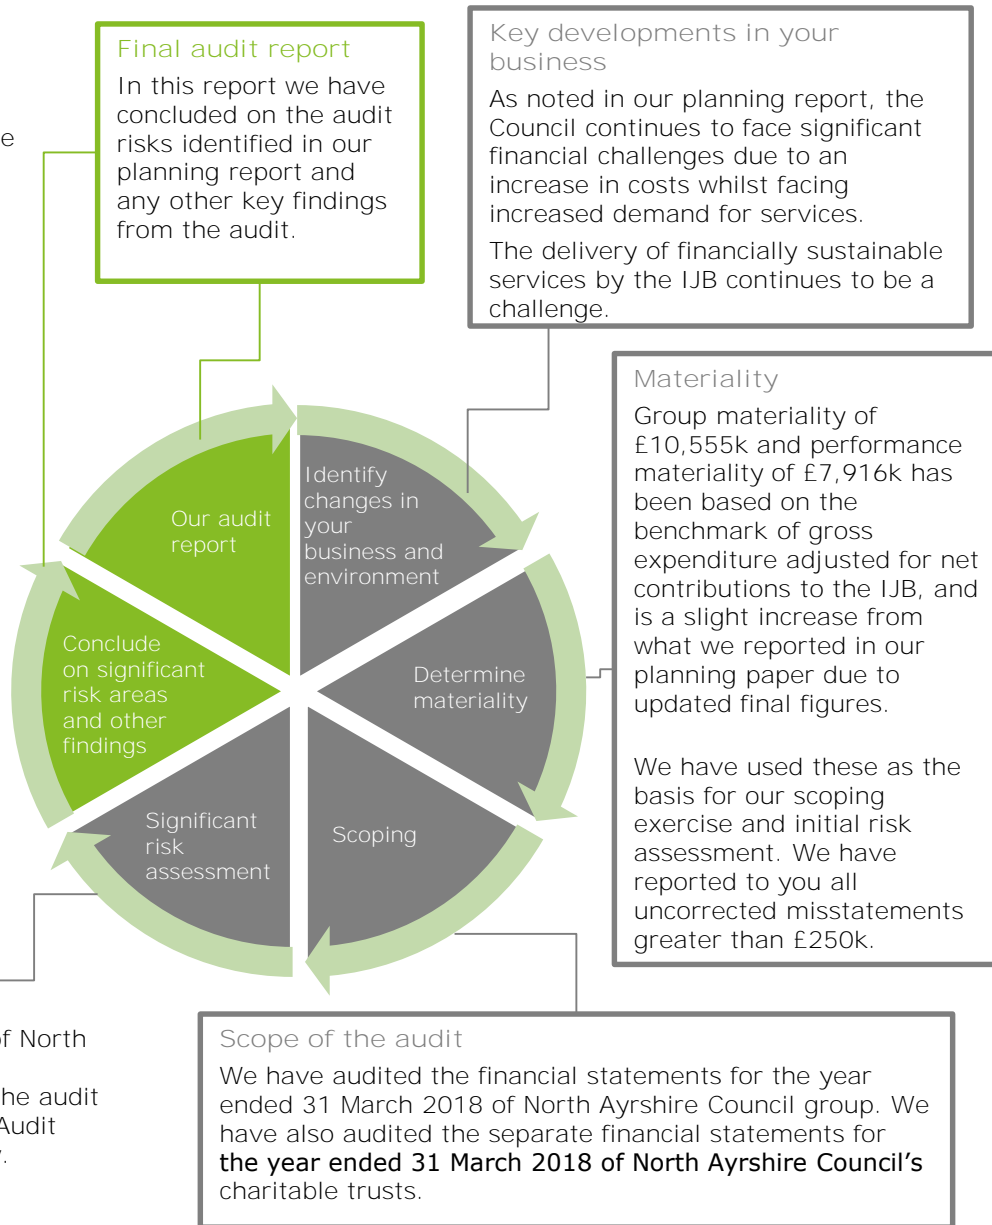 Final audit report
In this report we have
concluded on the audit
risks identified in our
planning report and
any other key findings
from the audit.
Key developments in your
business
As noted in our planning report, the
Council continues to face significant
financial challenges due to an
increase in costs whilst facing
increased demand for services.
The delivery of financially sustainable
services by the IJB continues to be a
challenge.
e
Materiality
Group materiality of
£10,555k and performance
materiality of £7,916k has
been based on the
benchmark of gross
expenditure adjusted for net
contributions to the IJB, and
is a slight increase from
what we reported in our
planning paper due to
updated final figures.
We have used these as the
basis for our scoping
exercise and initial risk
assessment. We have
reported to you all
uncorrected misstatements
greater than £250k.
Identify
changes in
your
business and
environment
Our audit
report
Determine
materiality
Conclude
on significant
risk areas
and other
findings
Significant
risk
assessment
Scoping
of North
he audit
Audit
Scope of the audit
We have audited the financial statements for the year
ended 31 March 2018 of North Ayrshire Council group. We
have also audited the separate financial statements for
the year ended 31 March 2018 of North Ayrshire Council’s
charitable trusts.